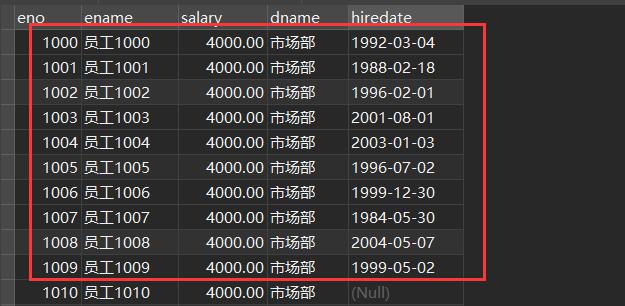 eno ename salary dname hiredate
1000 员工1000 4000.00 市场部 1992-03-04
1001 员工1001 4000.00 市场部 1988-02-18
1002 员工1002 4000.00 市场部 1996-02-01
1003 员工1003 4000.00 市场部 2001-08-01
1004 员工1004 4000.00 市场部 2003-01-03
1005 员工1005 4000.00 市场部 1996-07-02
1006 员工1006 4000.00 市场部 1999-12-30
1007 员工1007 4000.00 市场部 1984-05-30
1008 员工1008 4000.00 市场部 2004-05-07
1009 员工1009 4000.00 市场部 1999-05-02
1010 员工1010 4000.00 市场部 (Null)